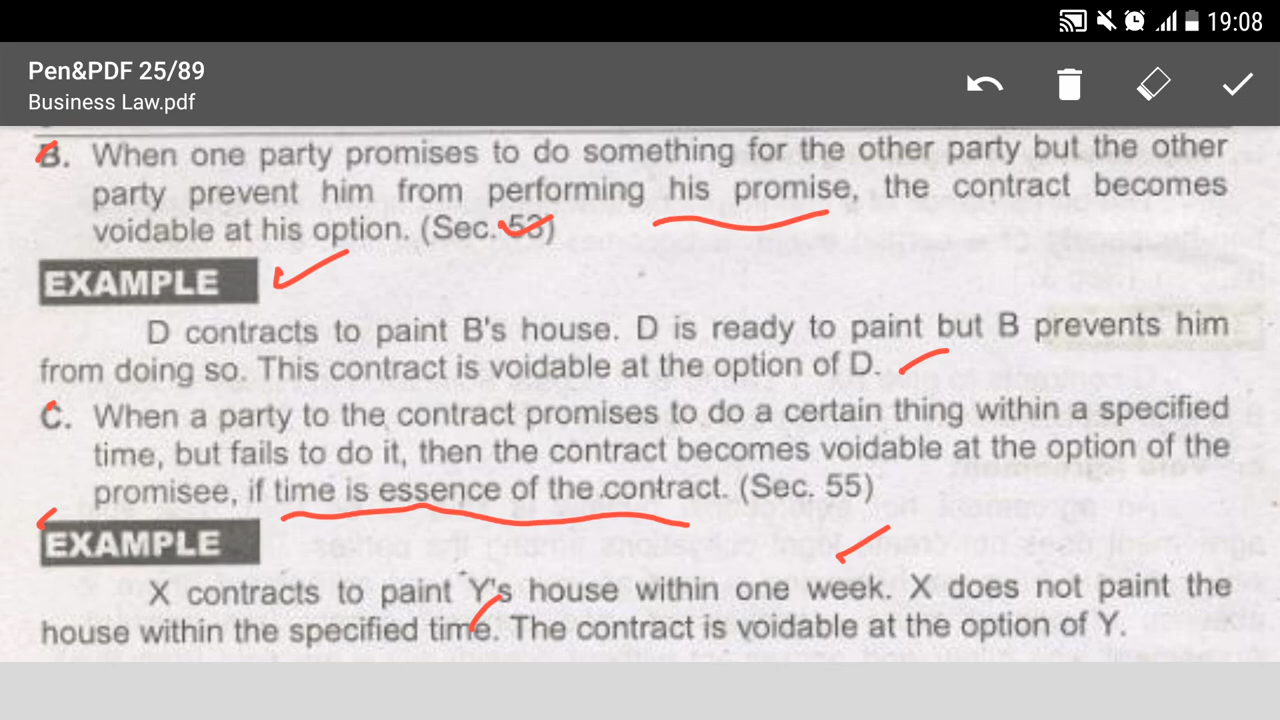 19:08
Pen&PDF 25/89
Business Law.pdf
B. When one party promises to do something for the other party but the other
party prevent him from performing his promise, the contract becomes
voidable at his option. (Sec. 53)
EXAMPLE
D contracts to paint B's house. D is ready to paint but B prevents him
from doing so. This contract is voidable at the option of D.
C. When a party to the contract promises to do a certain thing within a specified
time, but fails to do it, then the contract becomes voidable at the option of the
promisee, if time is essence of the contract. (Sec. 55)
EXAMPLE
X contracts to paint Y's house within one week. X does not paint the
house within the specified time. The contract is voidable at the option of Y.